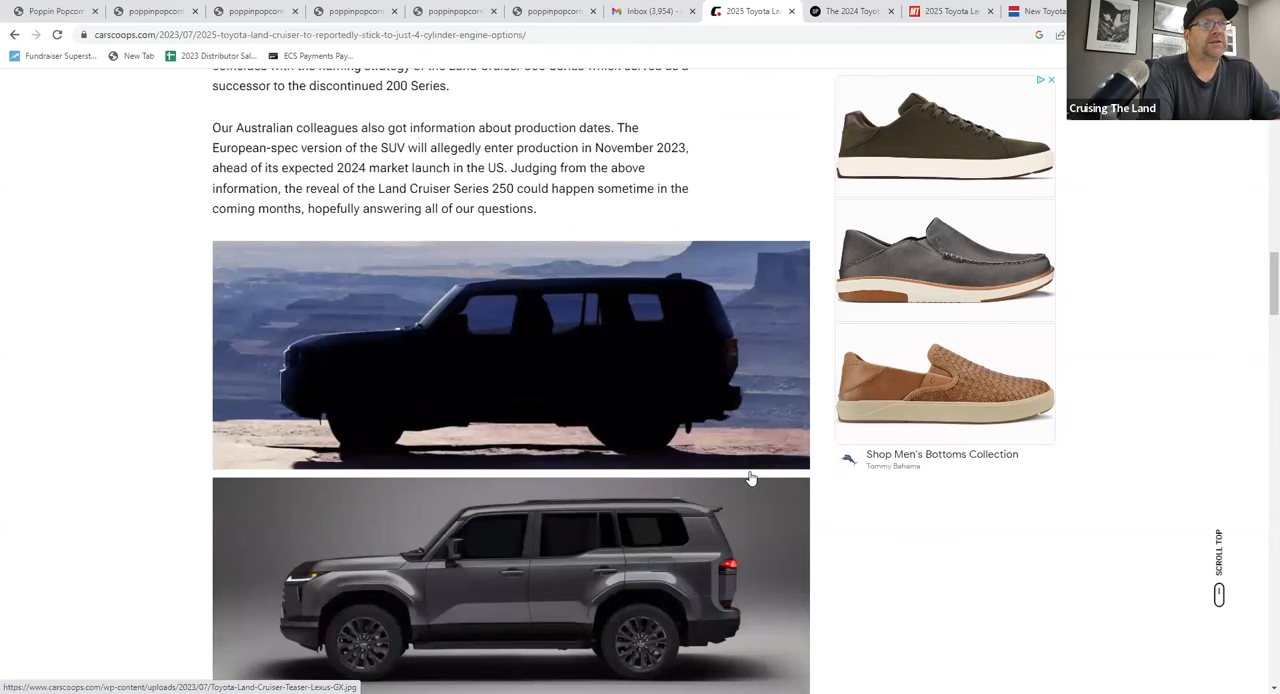 Poppin Popcorn
poppinpopcorn
poppinpopcorn
poppinpopcorn
poppinpopcorn
poppinpopcorn
Inbox (3,954) -
2025 Toyota La
UP
The 2024 Toyot
MT
2025 Toyota La
New Toyota
carscoops.com/2023/07/2025-toyota-land-cruiser-to-reportedly-stick-to-just-4-cylinder-engine-options/
Fundraiser Superst...
New Tab
2023 Distributor Sal...
ECS Payments Pay...
Cruising The Land
successor to the discontinued 200 Series.
Our Australian colleagues also got information about production dates. The
European-spec version of the SUV will allegedly enter production in November 2023,
ahead of its expected 2024 market launch in the US. Judging from the above
information, the reveal of the Land Cruiser Series 250 could happen sometime in the
coming months, hopefully answering all of our questions.
Shop Men's Bottoms Collection
Tommy Bahama
SCROLL TOP
https://www.carscoops.com/wp-content/uploads/2023/07/Toyota-Land-Cruiser-Teaser-Lexus-GX.jpg